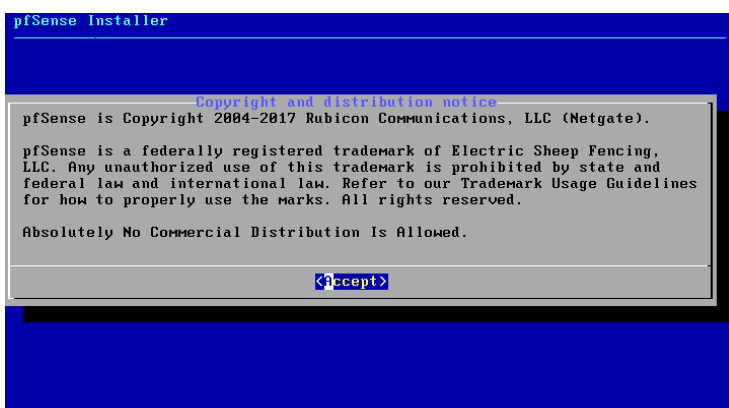 pfSense Installer
Copyright and distribution notice
pfSense is Copyright 2004-2017 Rubicon Communications, LLC (Netgate).
pfSense is a federally registered trademark of Electric Sheep Fencing,
LLC. Any unauthorized use of this trademark is prohibited by state and
federal law and international law. Refer to our Trademark Usage Guidelines
for how to properly use the marks. All rights reserved.
Absolutely No Commercial Distribution Is Allowed.
<Accept>